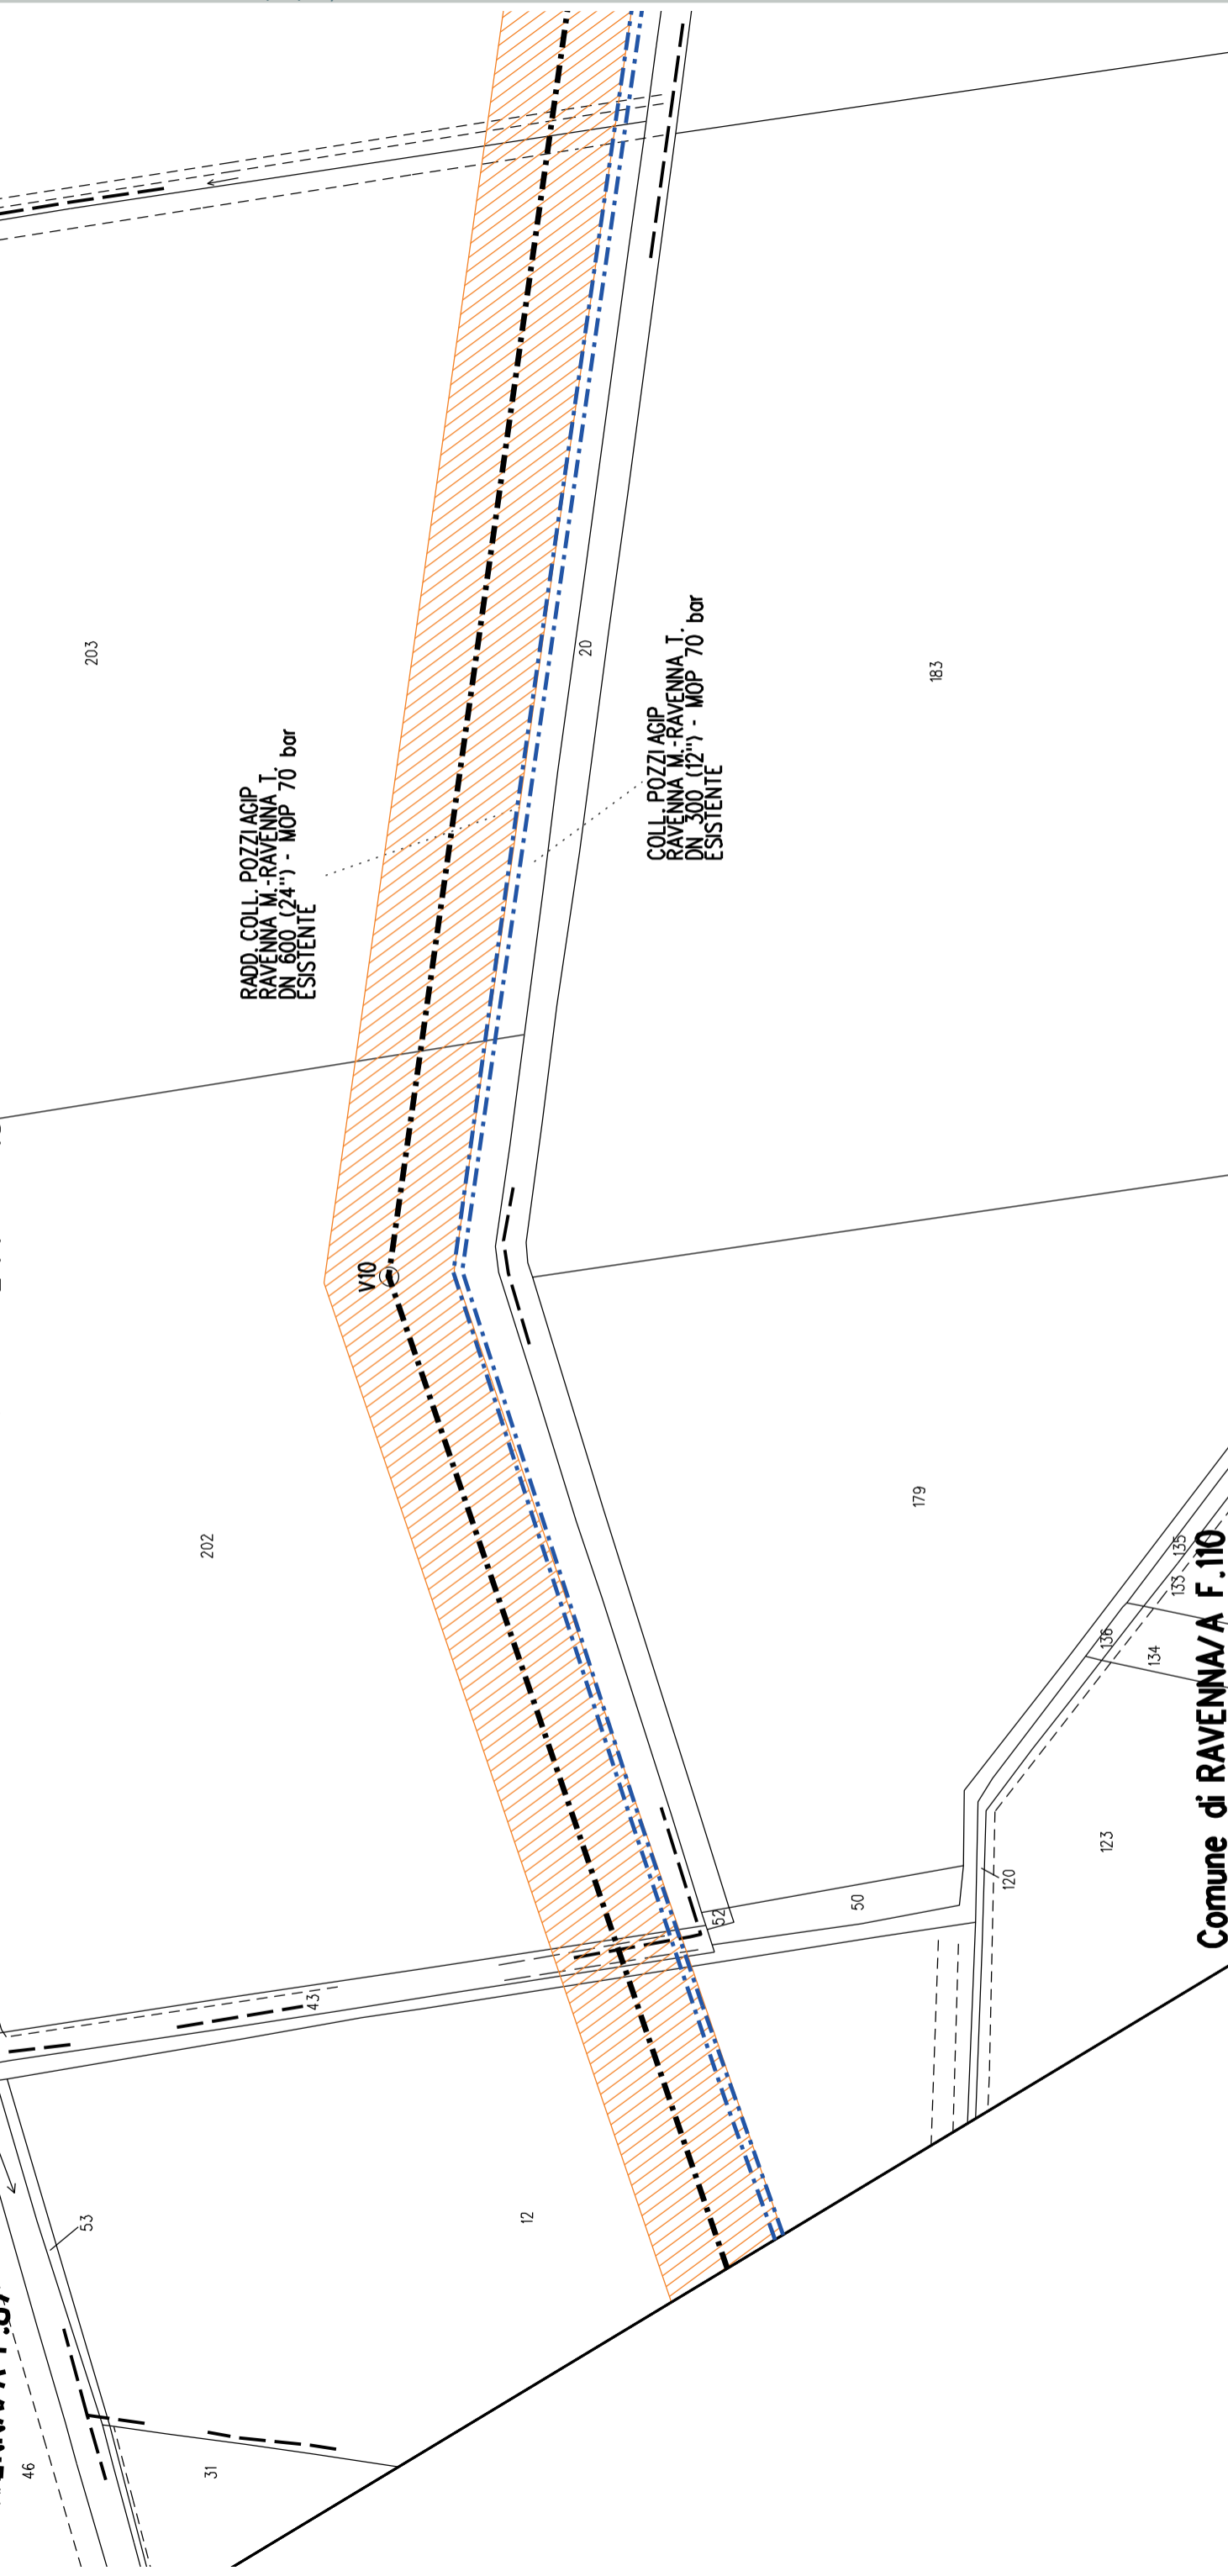 203
20
183
RADD. COLL. POZZI AGIP
RAVENNA M.-RAVENNA T.
DN 600 (24") - MOP 70 bar
ESISTENTE
COLL. POZZI AGIP
RAVENNA M.-RAVENNA T.
DN 300 (12") - MOP 70 bar
ESISTENTE
V10
202
179
135
133
136
134
Comune di RAVENNA/A F.110
123
120
50
52
43
12
53
46
31